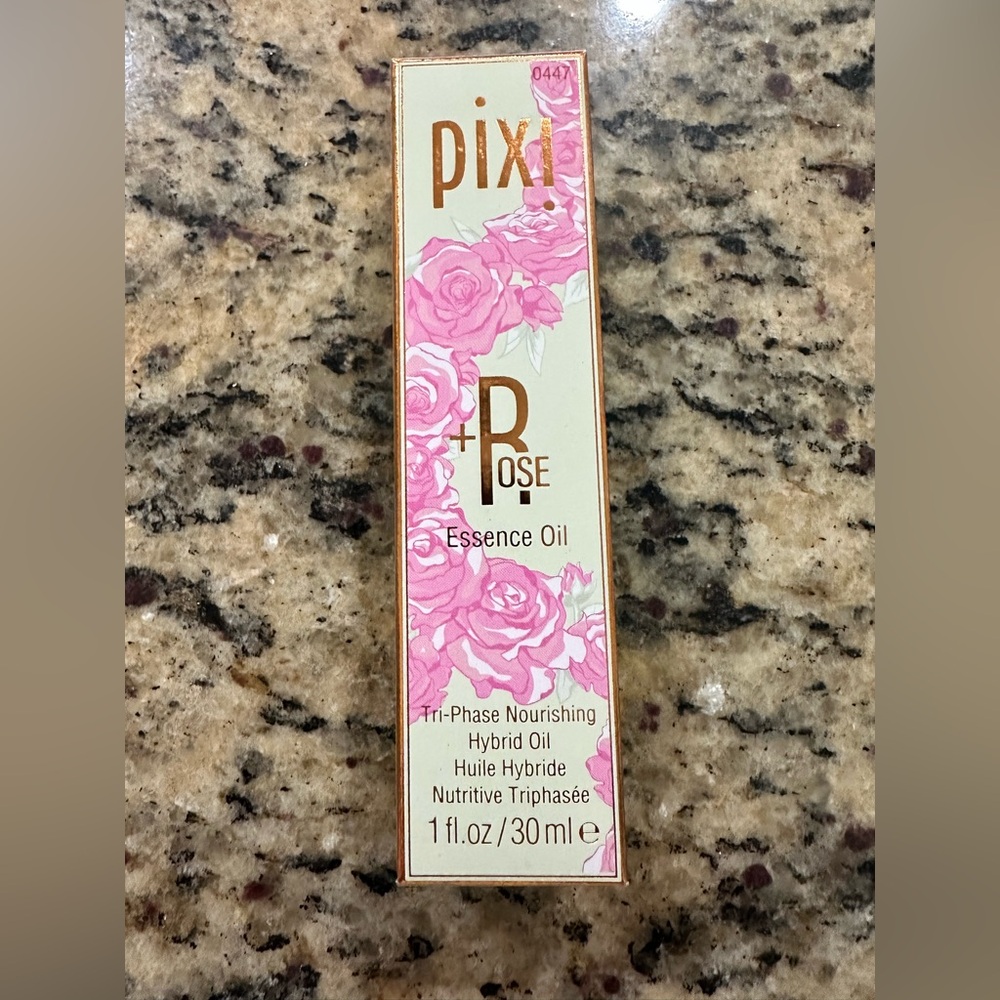 0447
pixi
+ROSE
Essence Oil
Tri-Phase Nourishing
Hybrid Oil
Huile Hybride
Nutritive Triphasée
1 fl.oz / 30 ml e